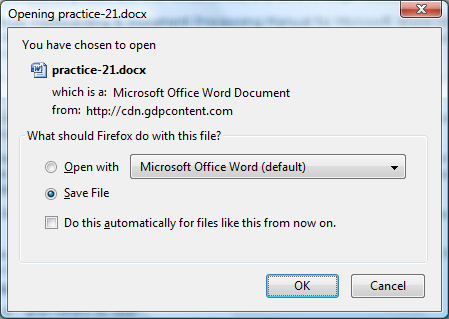 Opening practice-21.docx
You have chosen to open
practice-21.docx
which is a: Microsoft Office Word Document
from: http://cdn.gdpcontent.com
What should Firefox do with this file?
Open with Microsoft Office Word (default)
Save File
Do this automatically for files like this from now on.
OK Cancel